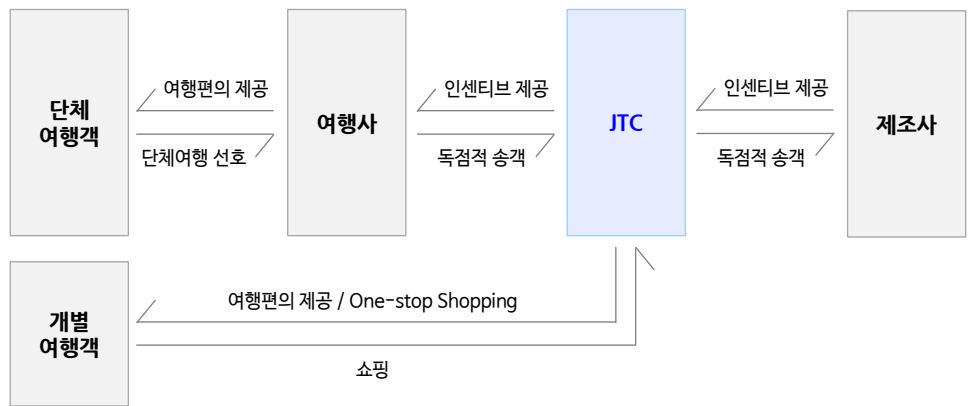 단체
여행객
여행편의 제공
단체여행 선호
여행사
인센티브 제공
독점적 송객
JTC
인센티브 제공
독점적 송객
제조사
개별
여행객
여행편의 제공 / One-stop Shopping
쇼핑